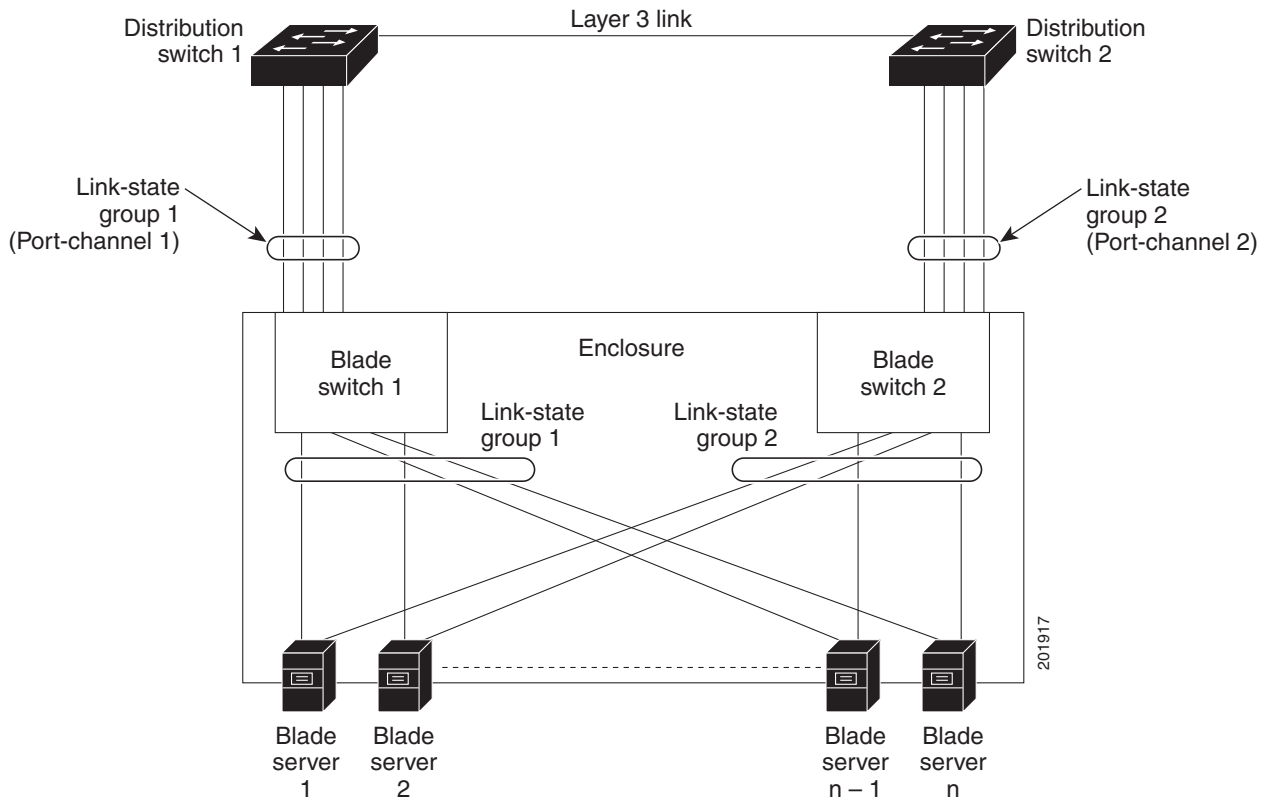 Layer 3 link
Distribution
switch 1
Distribution
switch 2
Link-state
group 1
(Port-channel 1)
Link-state
group 2
(Port-channel 2)
Enclosure
Blade
switch 1
Blade
switch 2
Link-state
group 1
Link-state
group 2
201917
Blade
server
1
Blade
server
2
Blade
server
n – 1
Blade
server
n